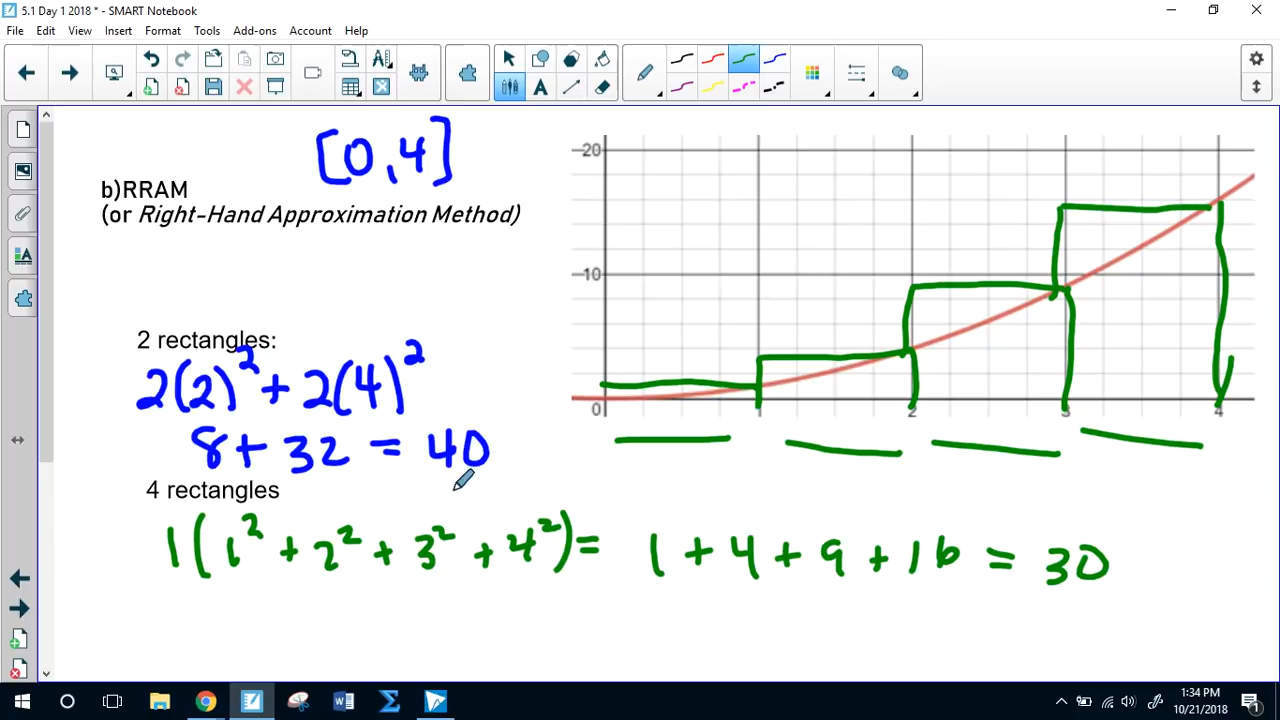 5.1 Day 1 2018 * - SMART Notebook
File Edit View Insert Format Tools Add-ons Account Help
[0,4]
b)RRAM
(or Right-Hand Approximation Method)
20
10
0 2 3 4
2 rectangles:
2(2)² + 2(4)²
8 + 32 = 40
4 rectangles
1(1² + 2² + 3² + 4²) = 1 + 4 + 9 + 16 = 30
1:34 PM
10/21/2018